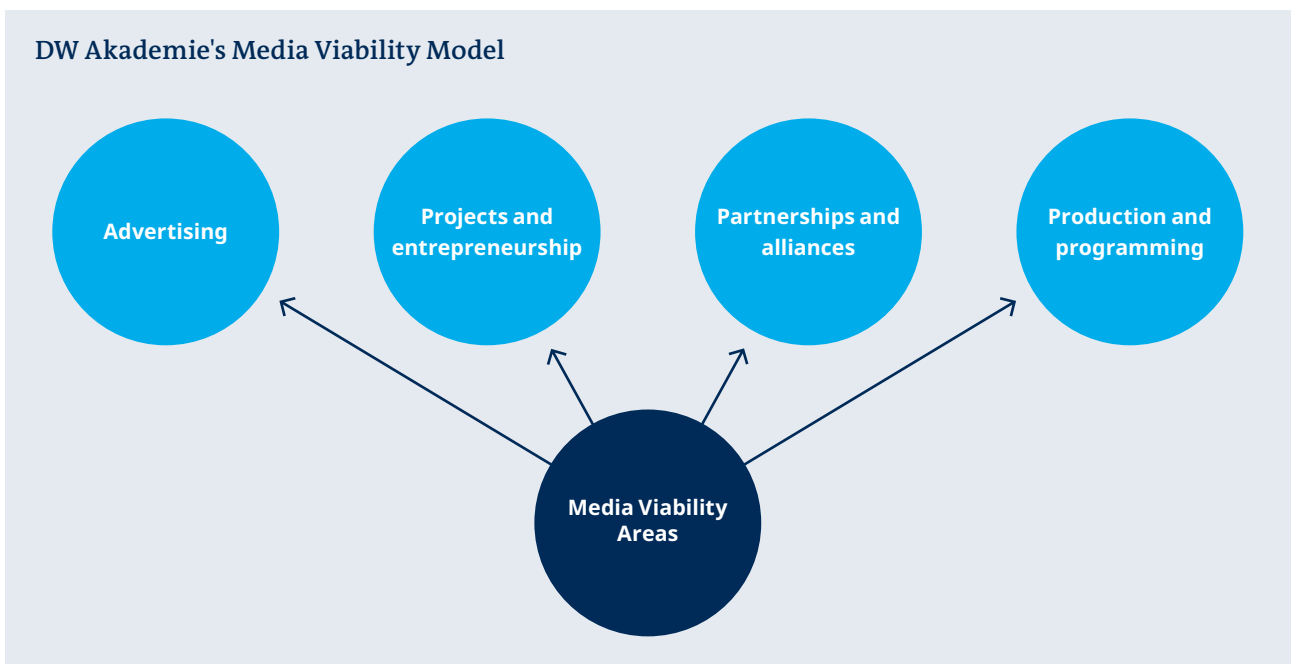 DW Akademie's Media Viability Model
Advertising
Projects and
entrepreneurship
Partnerships and
alliances
Production and
programming
Media Viability
Areas